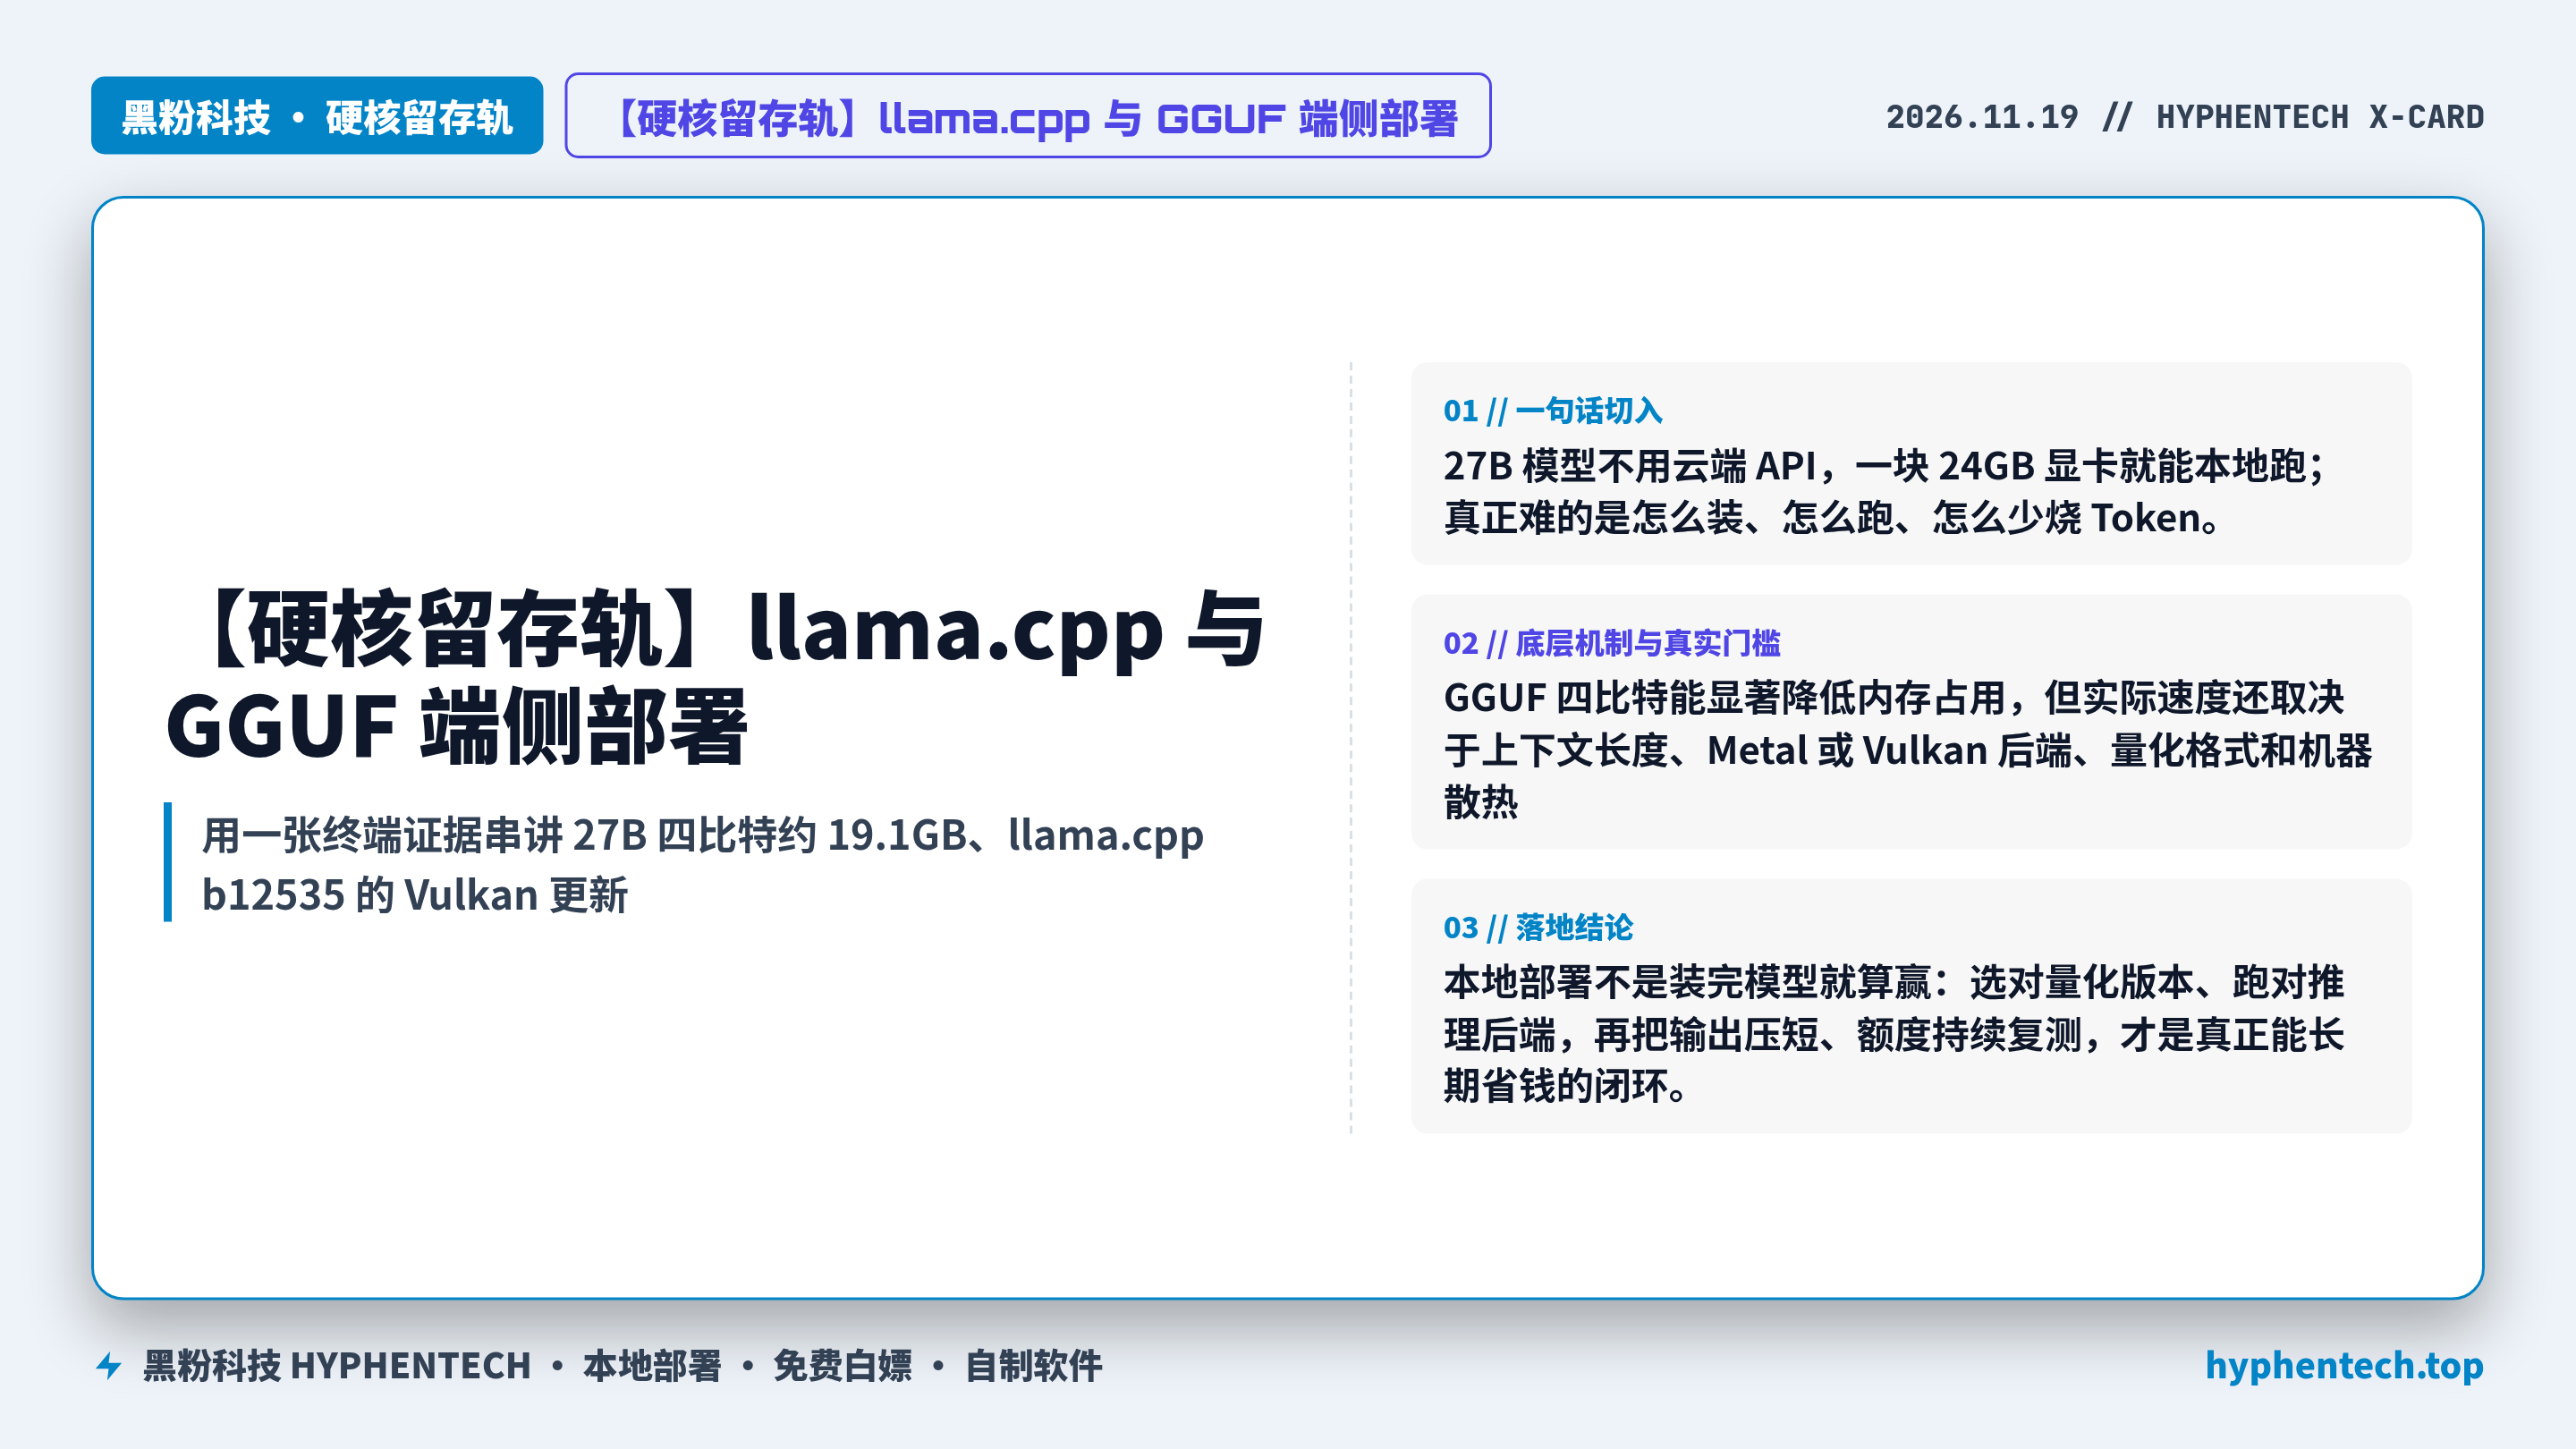 黑粉科技 · 硬核留存轨
【硬核留存轨】llama.cpp 与 GGUF 端侧部署
2026.11.19 // HYPHENTECH X-CARD
【硬核留存轨】llama.cpp 与
GGUF 端侧部署
用一张终端证据串讲 27B 四比特约 19.1GB、llama.cpp
b12535 的 Vulkan 更新
01 // 一句话切入
27B 模型不用云端 API，一块 24GB 显卡就能本地跑；
真正难的是怎么装、怎么跑、怎么少烧 Token。
02 // 底层机制与真实门槛
GGUF 四比特能显著降低内存占用，但实际速度还取决
于上下文长度、Metal 或 Vulkan 后端、量化格式和机器
散热
03 // 落地结论
本地部署不是装完模型就算赢：选对量化版本、跑对推
理后端，再把输出压短、额度持续复测，才是真正能长
期省钱的闭环。
黑粉科技 HYPHENTECH · 本地部署 · 免费白嫖 · 自制软件
hyphentech.top